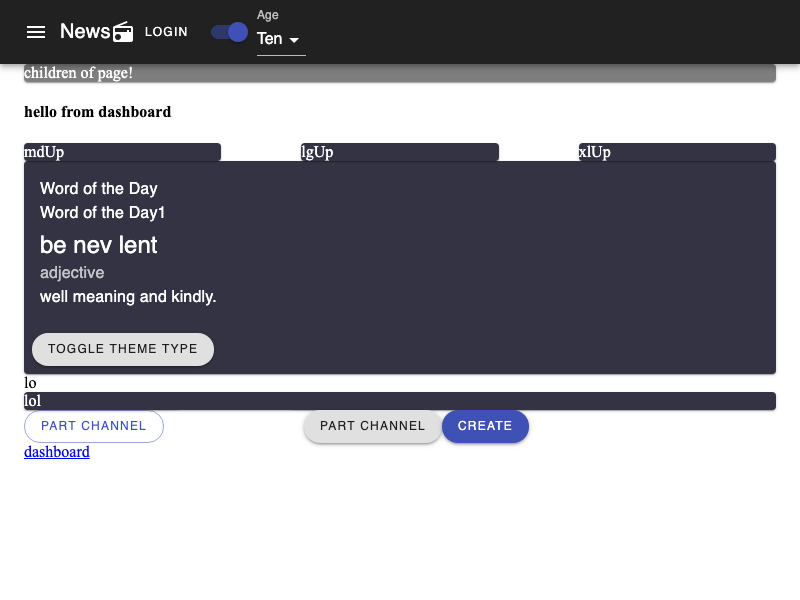 News LOGIN Age
Ten
children of page!
hello from dashboard
mdUp lgUp xlUp
Word of the Day
Word of the Day1
be nev lent
adjective
well meaning and kindly.
TOGGLE THEME TYPE
lo
lol
PART CHANNEL PART CHANNEL CREATE
dashboard